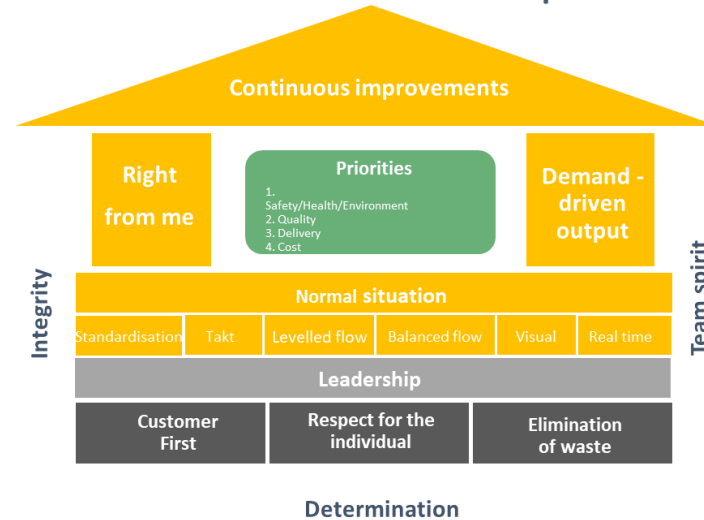 Continuous improvements
Right
from me
Priorities
1.
Safety/Health/Environment
2. Quality
3. Delivery
4. Cost
Demand -
driven
output
Integrity
Team spirit
Normal situation
Standardisation
Takt
Levelled flow
Balanced flow
Visual
Real time
Leadership
Customer
First
Respect for the
individual
Elimination
of waste
Determination